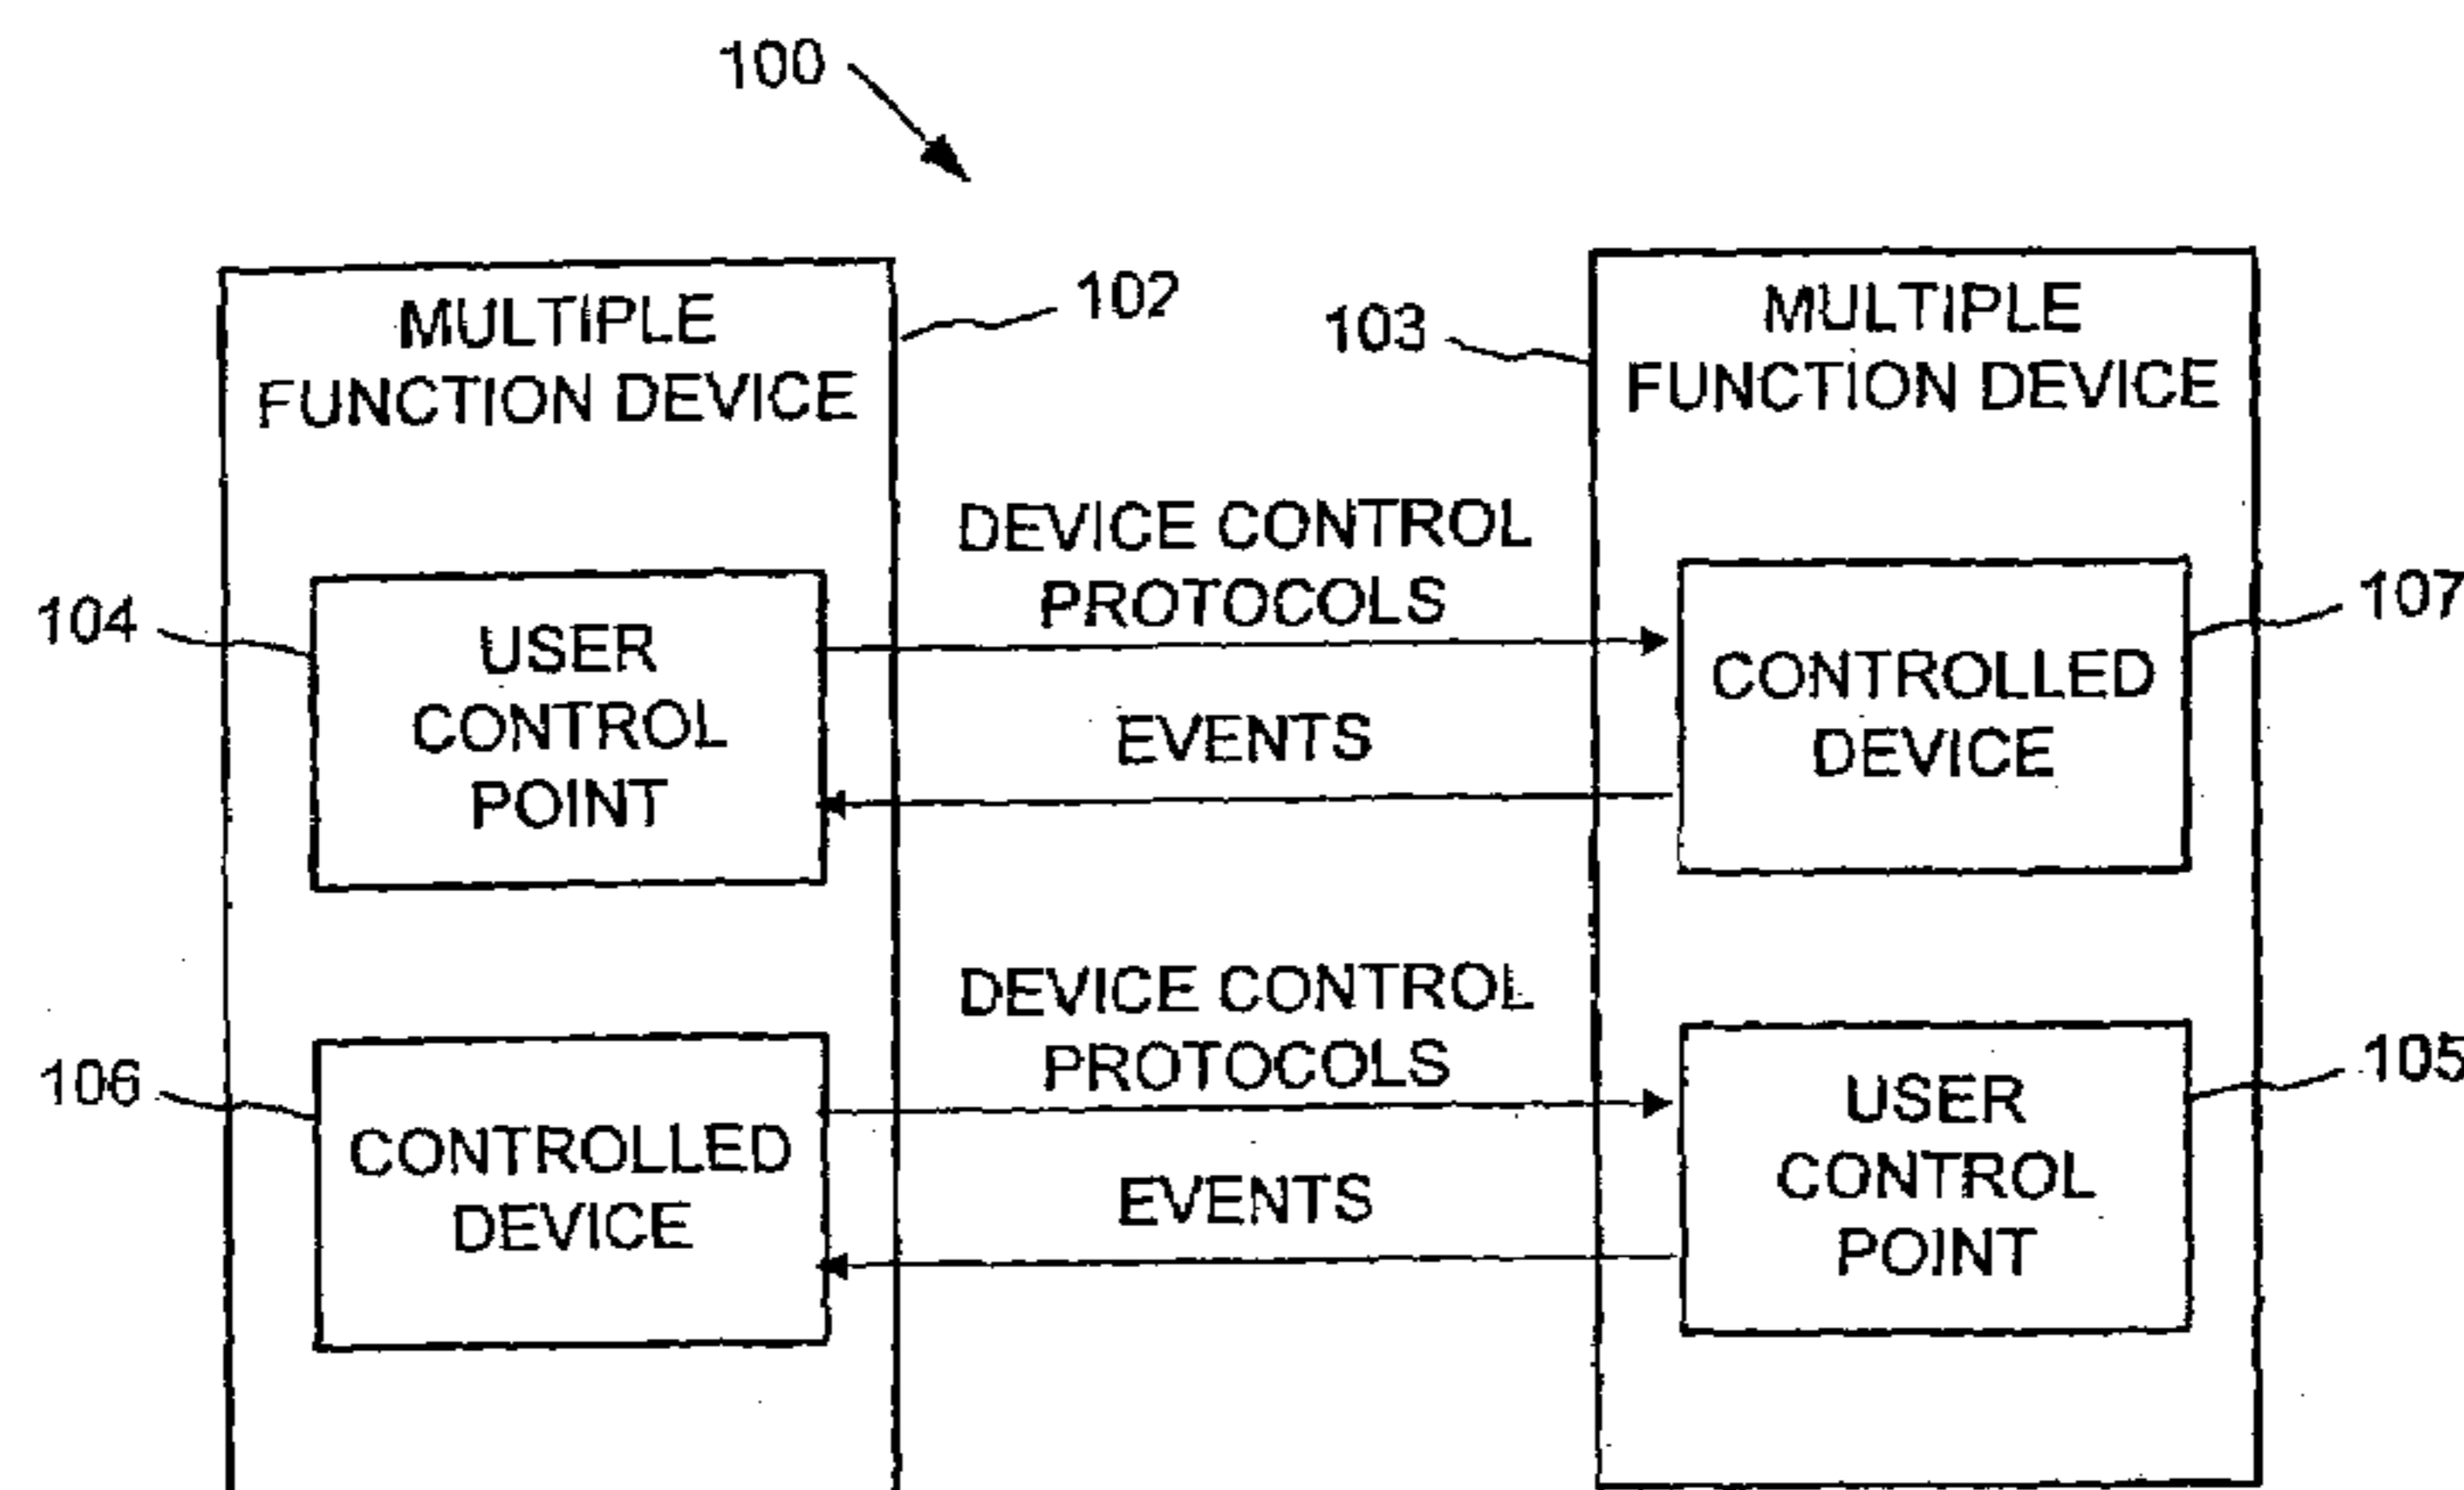 100
MULTIPLE
FUNCTION DEVICE
102
103
MULTIPLE
FUNCTION DEVICE
DEVICE CONTROL
PROTOCOLS
104
USER
CONTROL
POINT
EVENTS
CONTROLLED
DEVICE
107
DEVICE CONTROL
PROTOCOLS
106
CONTROLLED
DEVICE
EVENTS
USER
CONTROL
POINT
105